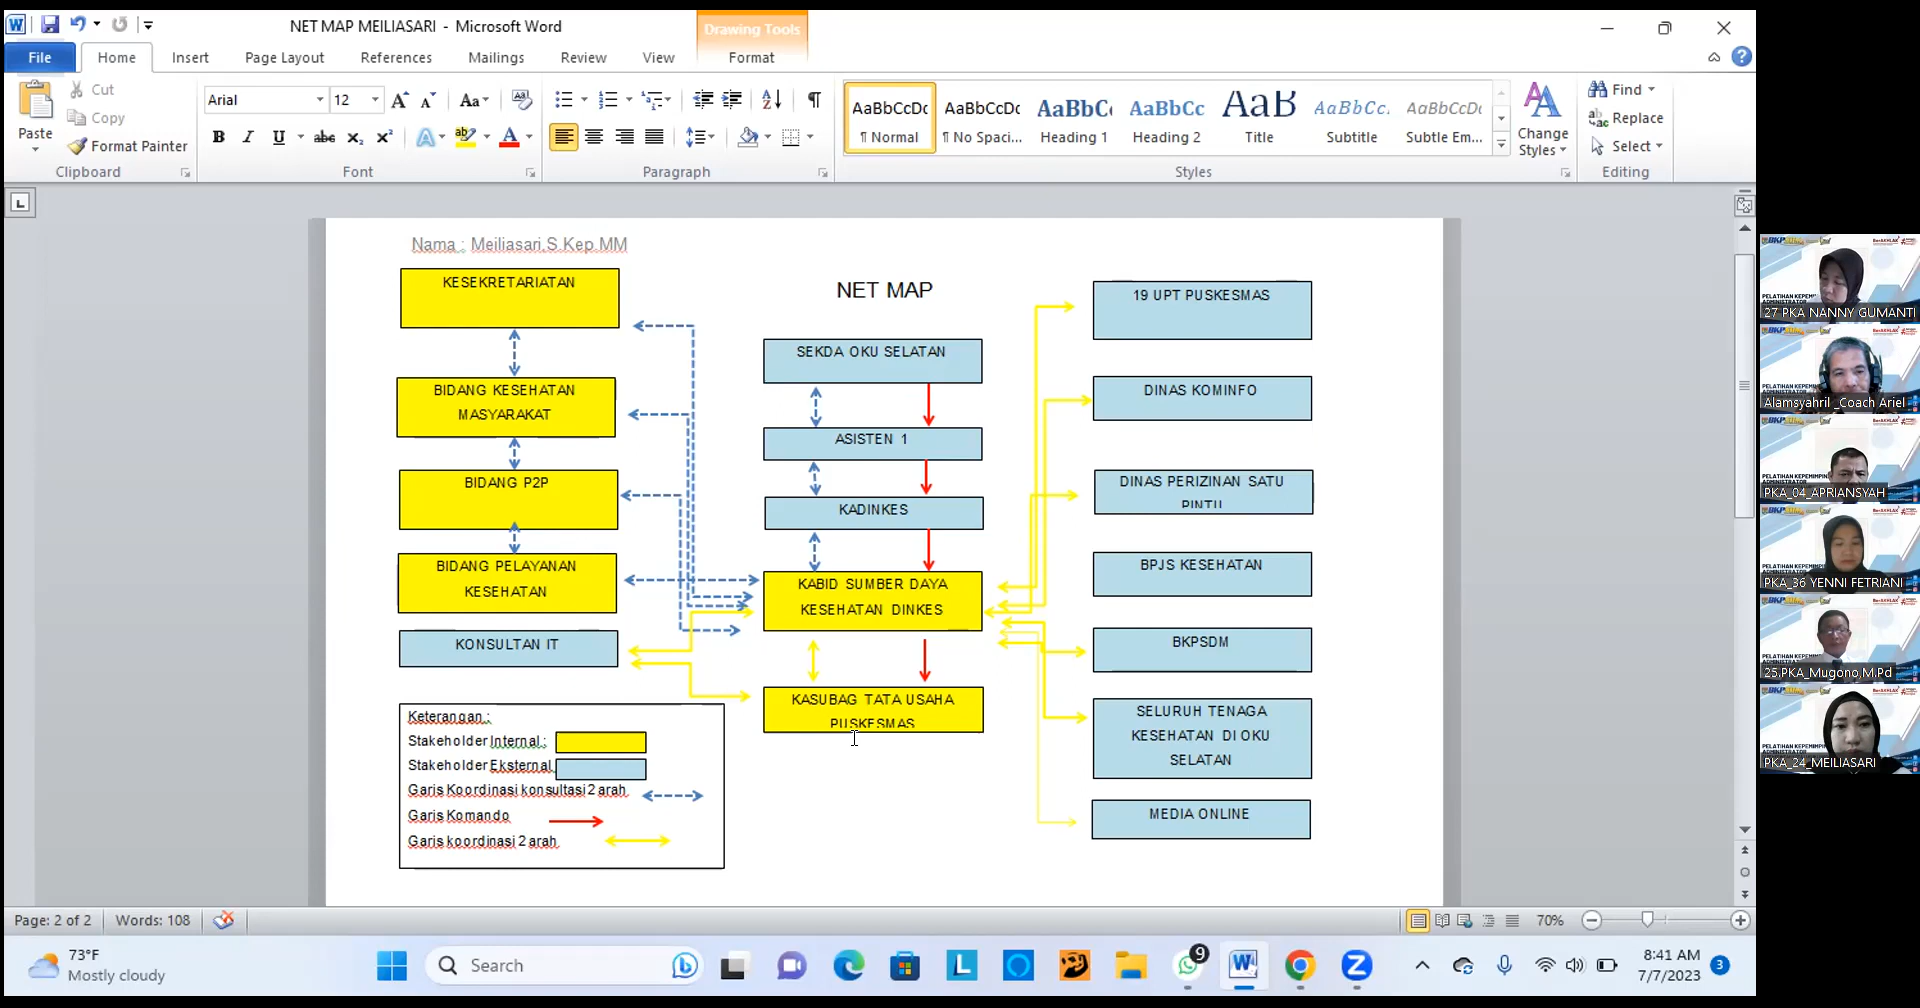 NET MAP MEILIASARI - Microsoft Word
Drawing Tools
File Home Insert Page Layout References Mailings Review View Format
Paste
Cut
Copy
Format Painter
Clipboard
Arial 12
Font
Paragraph
AaBbCcDc AaBbCcDc AaBbC AaBbCc AaB AaBbCc. AaBbCcDc
¶ Normal ¶ No Spaci... Heading 1 Heading 2 Title Subtitle Subtle Em...
Styles
Change Styles
Find
Replace
Select
Editing
Nama : Meiliasari,S.Kep.MM
NET MAP
KESEKRETARIATAN
BIDANG KESEHATAN
MASYARAKAT
BIDANG P2P
BIDANG PELAYANAN
KESEHATAN
KONSULTAN IT
SEKDA OKU SELATAN
ASISTEN 1
KADINKES
KABID SUMBER DAYA
KESEHATAN DINKES
KASUBAG TATA USAHA
PUSKESMAS
19 UPT PUSKESMAS
DINAS KOMINFO
DINAS PERIZINAN SATU
PINTU
BPJS KESEHATAN
BKPSDM
SELURUH TENAGA
KESEHATAN DI OKU
SELATAN
MEDIA ONLINE
Keterangan :
Stakeholder Internal :
Stakeholder Eksternal
Garis Koordinasi konsultasi 2 arah
Garis Komando
Garis koordinasi 2 arah
27 PKA NANNY GUMANTI
Alamsyahril _Coach Ariel
PKA_04_APRIANSYAH
PKA_36 YENNI FETRIANI
25.PKA_Mugono,M.Pd
PKA_24_MEILIASARI
Page: 2 of 2 Words: 108
70%
73°F
Mostly cloudy
Search
9
8:41 AM
7/7/2023
3